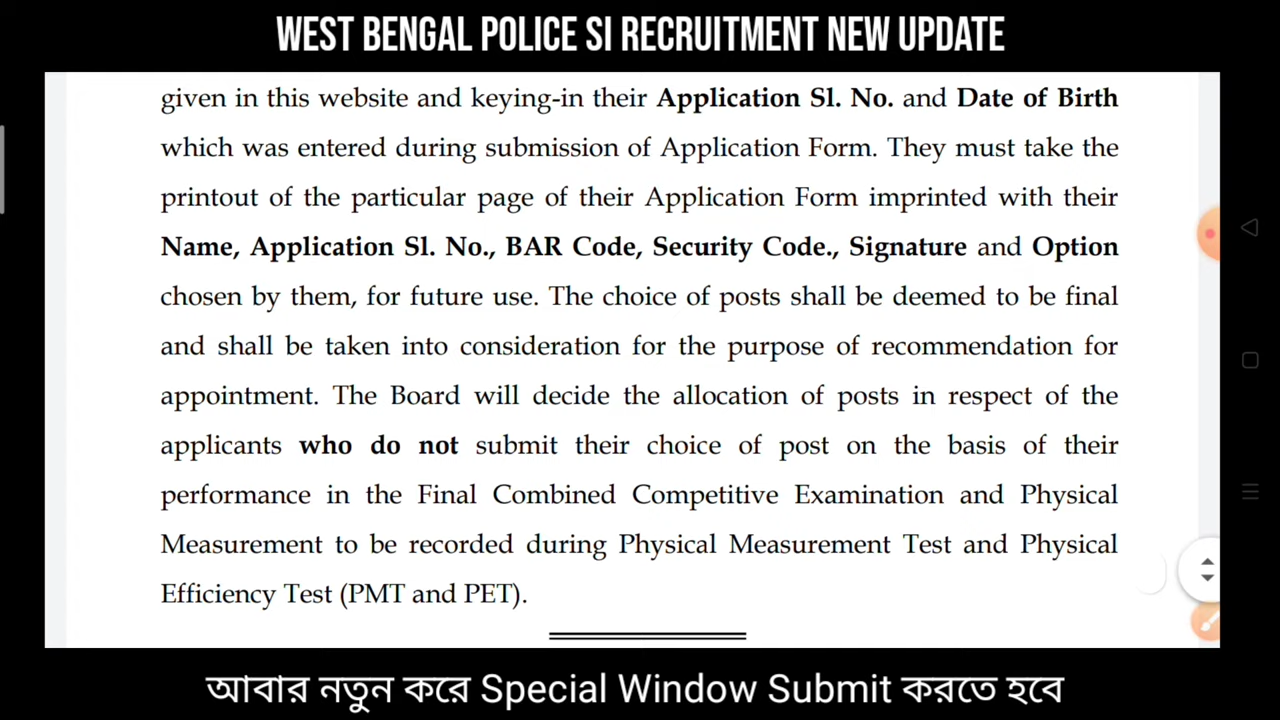 WEST BENGAL POLICE SI RECRUITMENT NEW UPDATE
given in this website and keying-in their Application Sl. No. and Date of Birth
which was entered during submission of Application Form. They must take the
printout of the particular page of their Application Form imprinted with their
Name, Application Sl. No., BAR Code, Security Code., Signature and Option
chosen by them, for future use. The choice of posts shall be deemed to be final
and shall be taken into consideration for the purpose of recommendation for
appointment. The Board will decide the allocation of posts in respect of the
applicants who do not submit their choice of post on the basis of their
performance in the Final Combined Competitive Examination and Physical
Measurement to be recorded during Physical Measurement Test and Physical
Efficiency Test (PMT and PET).
আবার নতুন করে Special Window Submit করতে হবে